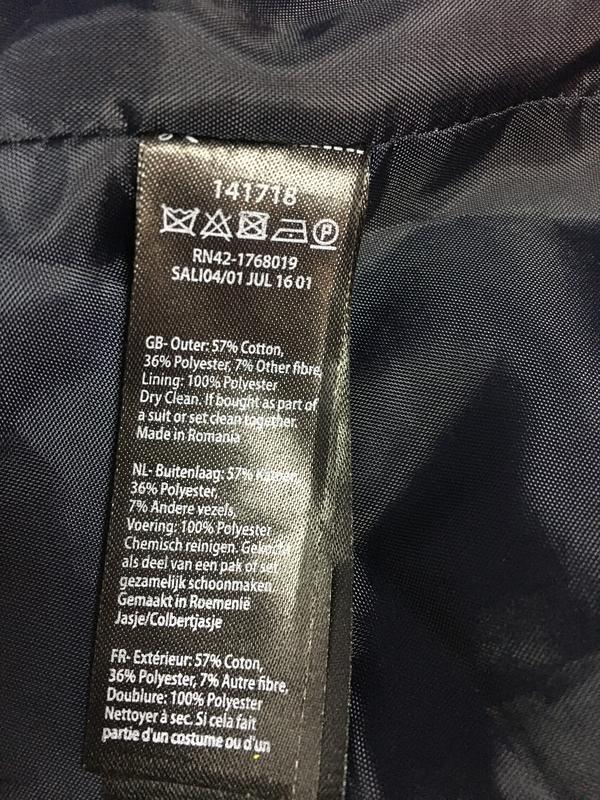 141718
P
RN42-1768019
SALI04/01 JUL 16 01
GB- Outer: 57% Cotton,
36% Polyester, 7% Other fibre,
Lining: 100% Polyester
Dry Clean. If bought as part of
a suit or set clean together.
Made in Romania
NL- Buitenlaag: 57% Katoen,
36% Polyester,
7% Andere vezels,
Voering: 100% Polyester
Chemisch reinigen. Gekocht
als deel van een pak of set
gezamelijk schoonmaken.
Gemaakt in Roemenië
Jasje/Colbertjasje
FR- Extérieur: 57% Coton,
36% Polyester, 7% Autre fibre,
Doublure: 100% Polyester
Nettoyer à sec. Si cela fait
partie d'un costume ou d'un